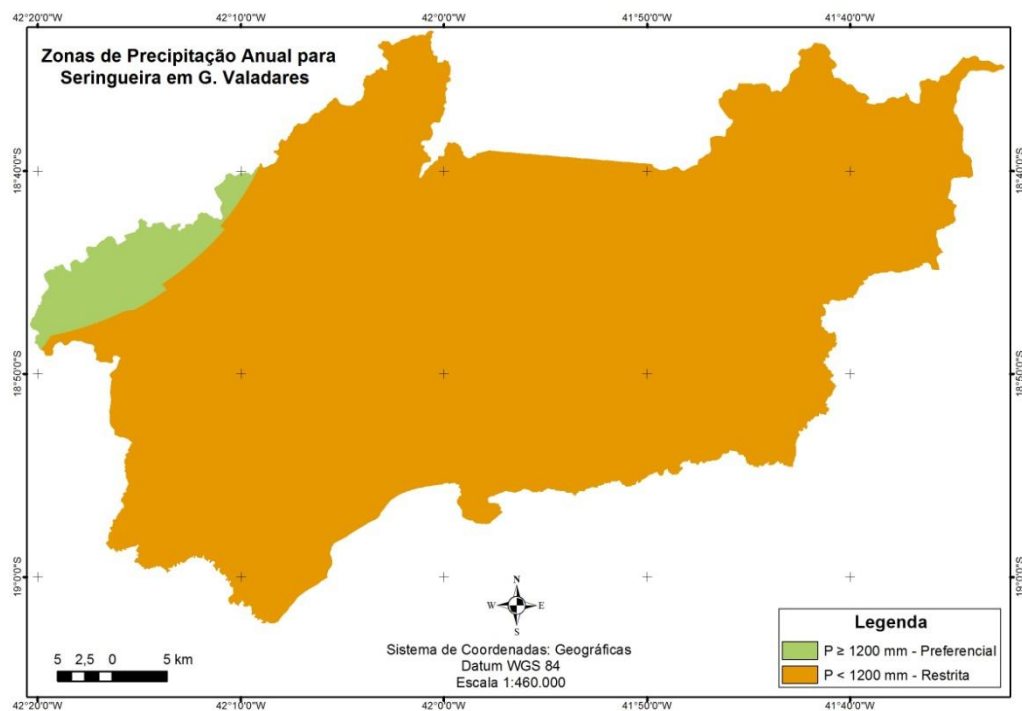 42°20'0"W 42°10'0"W 42°0'0"W 41°50'0"W 41°40'0"W
Zonas de Precipitação Anual para
Seringueira em G. Valadares
18°40'0"S 18°40'0"S
18°50'0"S 18°50'0"S
19°0'0"S 19°0'0"S
N
W E
S
Sistema de Coordenadas: Geográficas
Datum WGS 84
Escala 1:460.000
5 2,5 0 5 km
Legenda
P ≥ 1200 mm - Preferencial
P < 1200 mm - Restrita
42°20'0"W 42°10'0"W 42°0'0"W 41°50'0"W 41°40'0"W